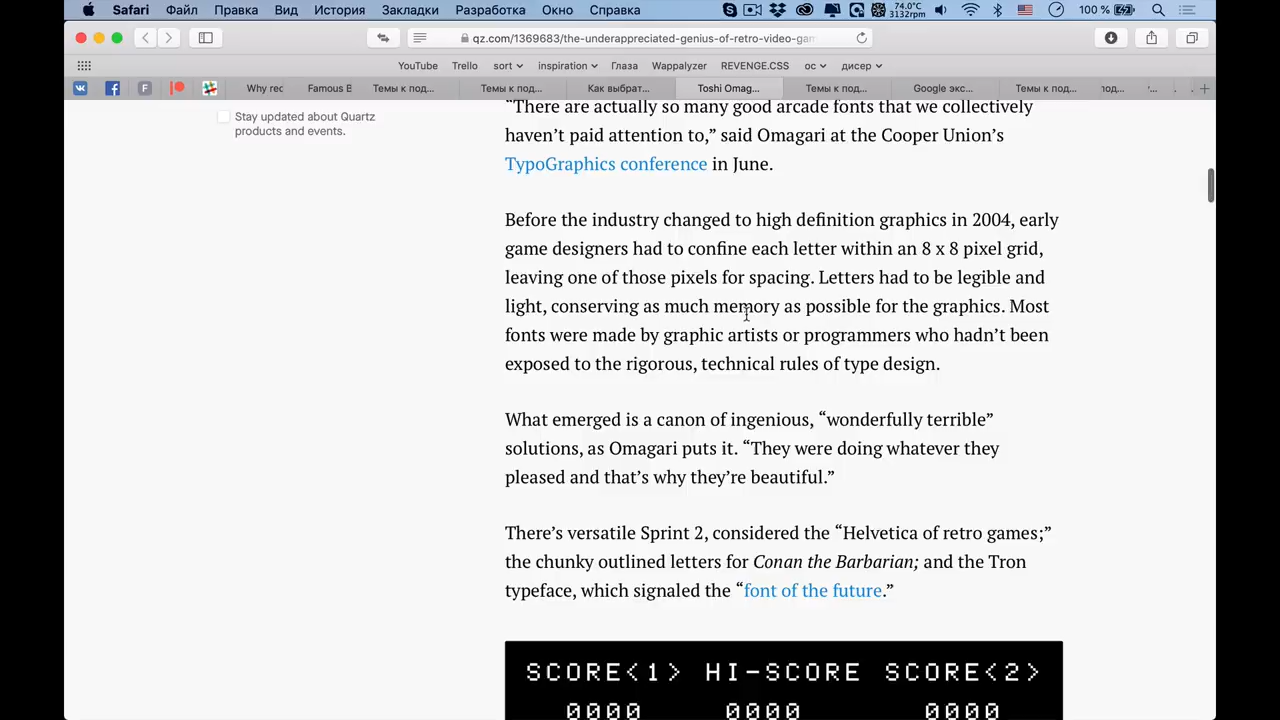 Safari Файл Правка Вид История Закладки Разработка Окно Справка 74.0°C 3132rpm 100 %
qz.com/1369683/the-underappreciated-genius-of-retro-video-gam
YouTube Trello sort inspiration Глаза Wappalyzer REVENGE.CSS ос дисер
F Why rec Famous E Темы к под... Темы к под... Как выбрат... Toshi Omag... Темы к под... Google экс... Темы к под... под...
“There are actually so many good arcade fonts that we collectively
Stay updated about Quartz
products and events.
haven’t paid attention to,” said Omagari at the Cooper Union’s
TypoGraphics conference in June.
Before the industry changed to high definition graphics in 2004, early
game designers had to confine each letter within an 8 x 8 pixel grid,
leaving one of those pixels for spacing. Letters had to be legible and
light, conserving as much memory as possible for the graphics. Most
fonts were made by graphic artists or programmers who hadn’t been
exposed to the rigorous, technical rules of type design.
What emerged is a canon of ingenious, “wonderfully terrible”
solutions, as Omagari puts it. “They were doing whatever they
pleased and that’s why they’re beautiful.”
There’s versatile Sprint 2, considered the “Helvetica of retro games;”
the chunky outlined letters for Conan the Barbarian; and the Tron
typeface, which signaled the “font of the future.”
SCORE<1> HI-SCORE SCORE<2>
0000 0000 0000